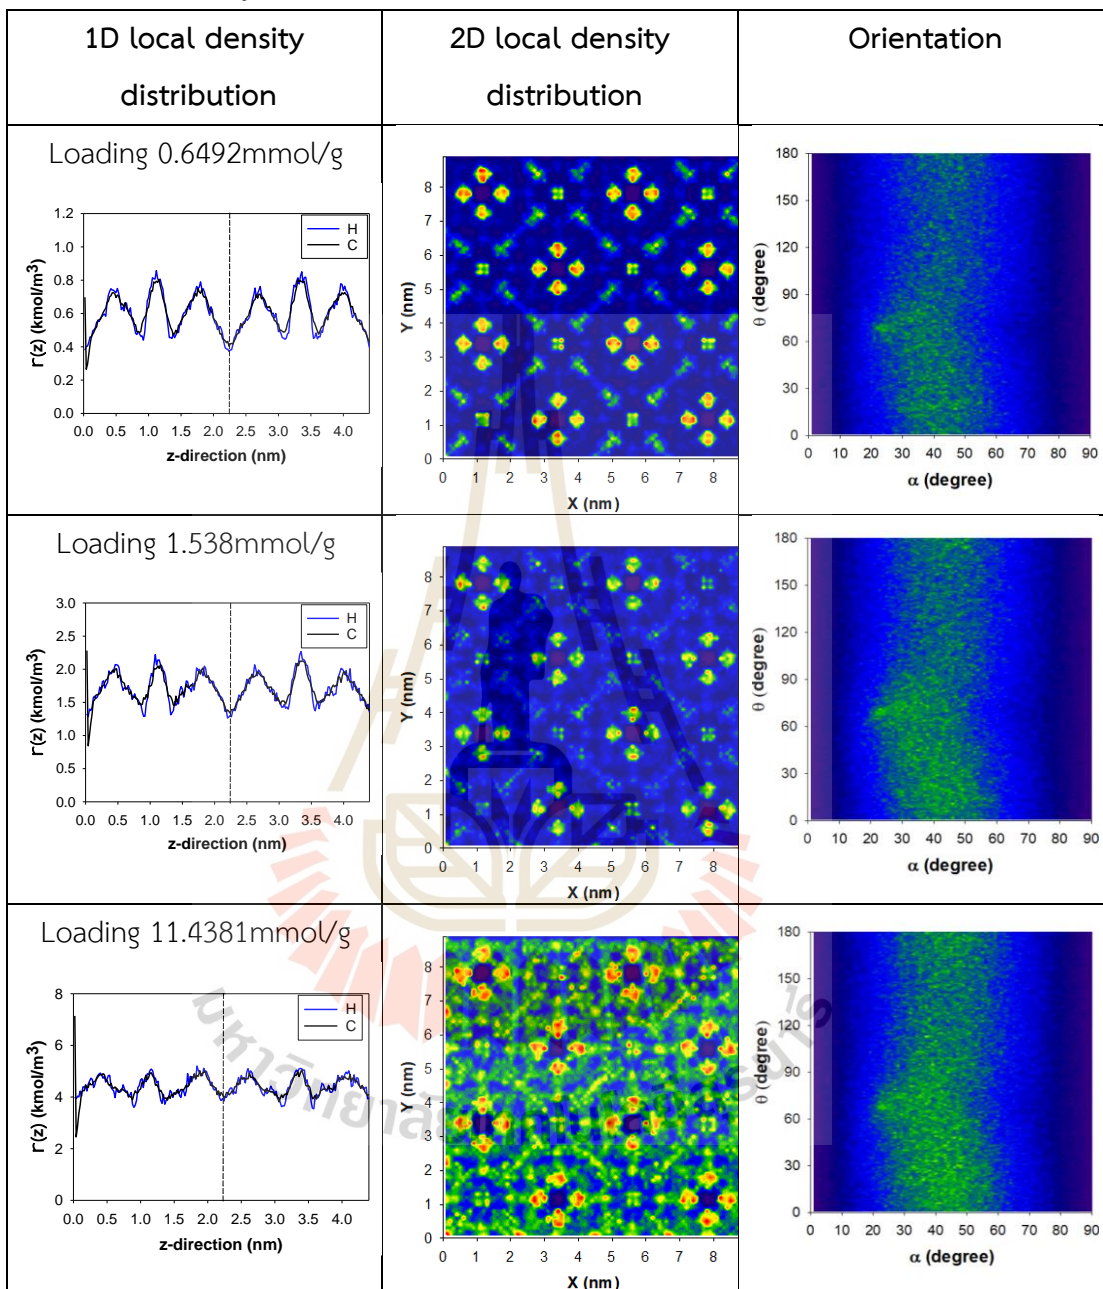 1D local density
distribution
2D local density
distribution
Orientation
Loading 0.6492mmol/g
1.2
1.0
0.8
0.6
0.4
0.2
0.0
r(z) (kmol/m³)
H
C
0.0 0.5 1.0 1.5 2.0 2.5 3.0 3.5 4.0
z-direction (nm)
8
7
6
5
4
3
2
1
0
Y (nm)
0 1 2 3 4 5 6 7 8
X (nm)
180
150
120
90
60
30
0
θ (degree)
0 10 20 30 40 50 60 70 80 90
α (degree)
Loading 1.538mmol/g
3.0
2.5
2.0
1.5
1.0
0.5
0.0
r(z) (kmol/m³)
H
C
0.0 0.5 1.0 1.5 2.0 2.5 3.0 3.5 4.0
z-direction (nm)
8
7
6
5
4
3
2
1
0
Y (nm)
0 1 2 3 4 5 6 7 8
X (nm)
180
150
120
90
60
30
0
θ (degree)
0 10 20 30 40 50 60 70 80 90
α (degree)
Loading 11.4381mmol/g
8
6
4
2
0
r(z) (kmol/m³)
H
C
0.0 0.5 1.0 1.5 2.0 2.5 3.0 3.5 4.0
z-direction (nm)
8
7
6
5
4
3
2
1
0
Y (nm)
0 1 2 3 4 5 6 7 8
X (nm)
180
150
120
90
60
30
0
θ (degree)
0 10 20 30 40 50 60 70 80 90
α (degree)